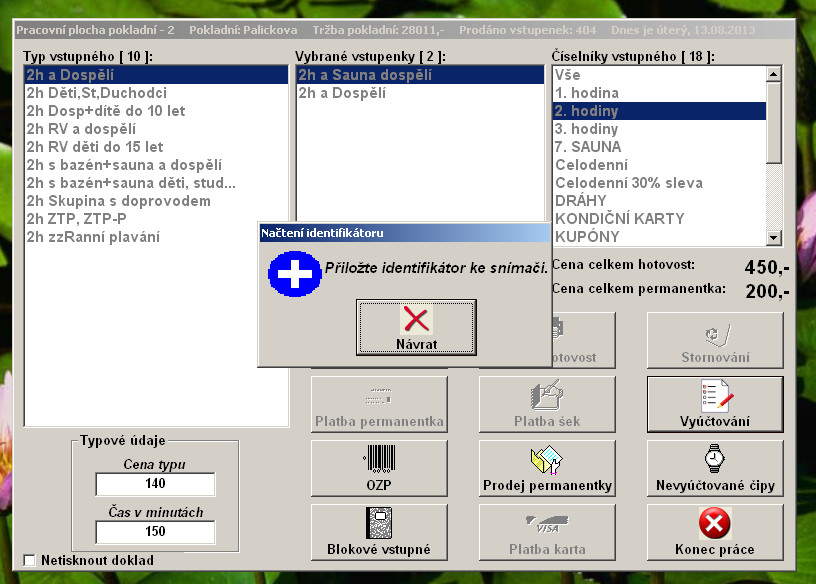 Pracovní plocha pokladní - 2 Pokladní: Palickova Tržba pokladní: 28011,- Prodáno vstupenek: 404 Dnes je úterý, 13.08.2013
Typ vstupného [ 10 ]:
2h a Dospělí
2h Děti,St,Duchodci
2h Dosp+dítě do 10 let
2h RV a dospělí
2h RV děti do 15 let
2h s bazén+sauna a dospělí
2h s bazén+sauna děti, stud...
2h Skupina s doprovodem
2h ZTP, ZTP-P
2h zzRanní plavání
Vybrané vstupenky [ 2 ]:
2h a Sauna dospělí
2h a Dospělí
Číselníky vstupného [ 18 ]:
Vše
1. hodina
2. hodiny
3. hodiny
7. SAUNA
Celodenní
Celodenní 30% sleva
DRÁHY
KONDIČNÍ KARTY
KUPÓNY
Načtení identifikátoru
Přiložte identifikátor ke snímači.
Návrat
Cena celkem hotovost: 450,-
Cena celkem permanentka: 200,-
otovost
Stornování
Platba permanentka
Platba šek
Vyúčtování
OZP
Prodej permanentky
Nevyúčtované čipy
Blokové vstupné
VISA
Platba karta
Konec práce
Typové údaje
Cena typu
140
Čas v minutách
150
Netisknout doklad